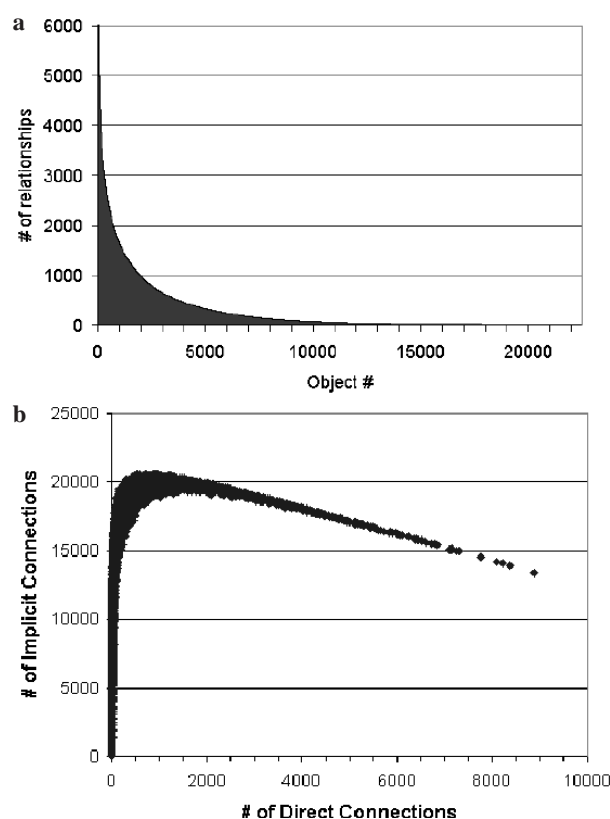 a
6000
5000
4000
3000
2000
1000
0
# of relationships
0 5000 10000 15000 20000
Object #
b
25000
20000
15000
10000
5000
0
# of Implicit Connections
0 2000 4000 6000 8000 10000
# of Direct Connections